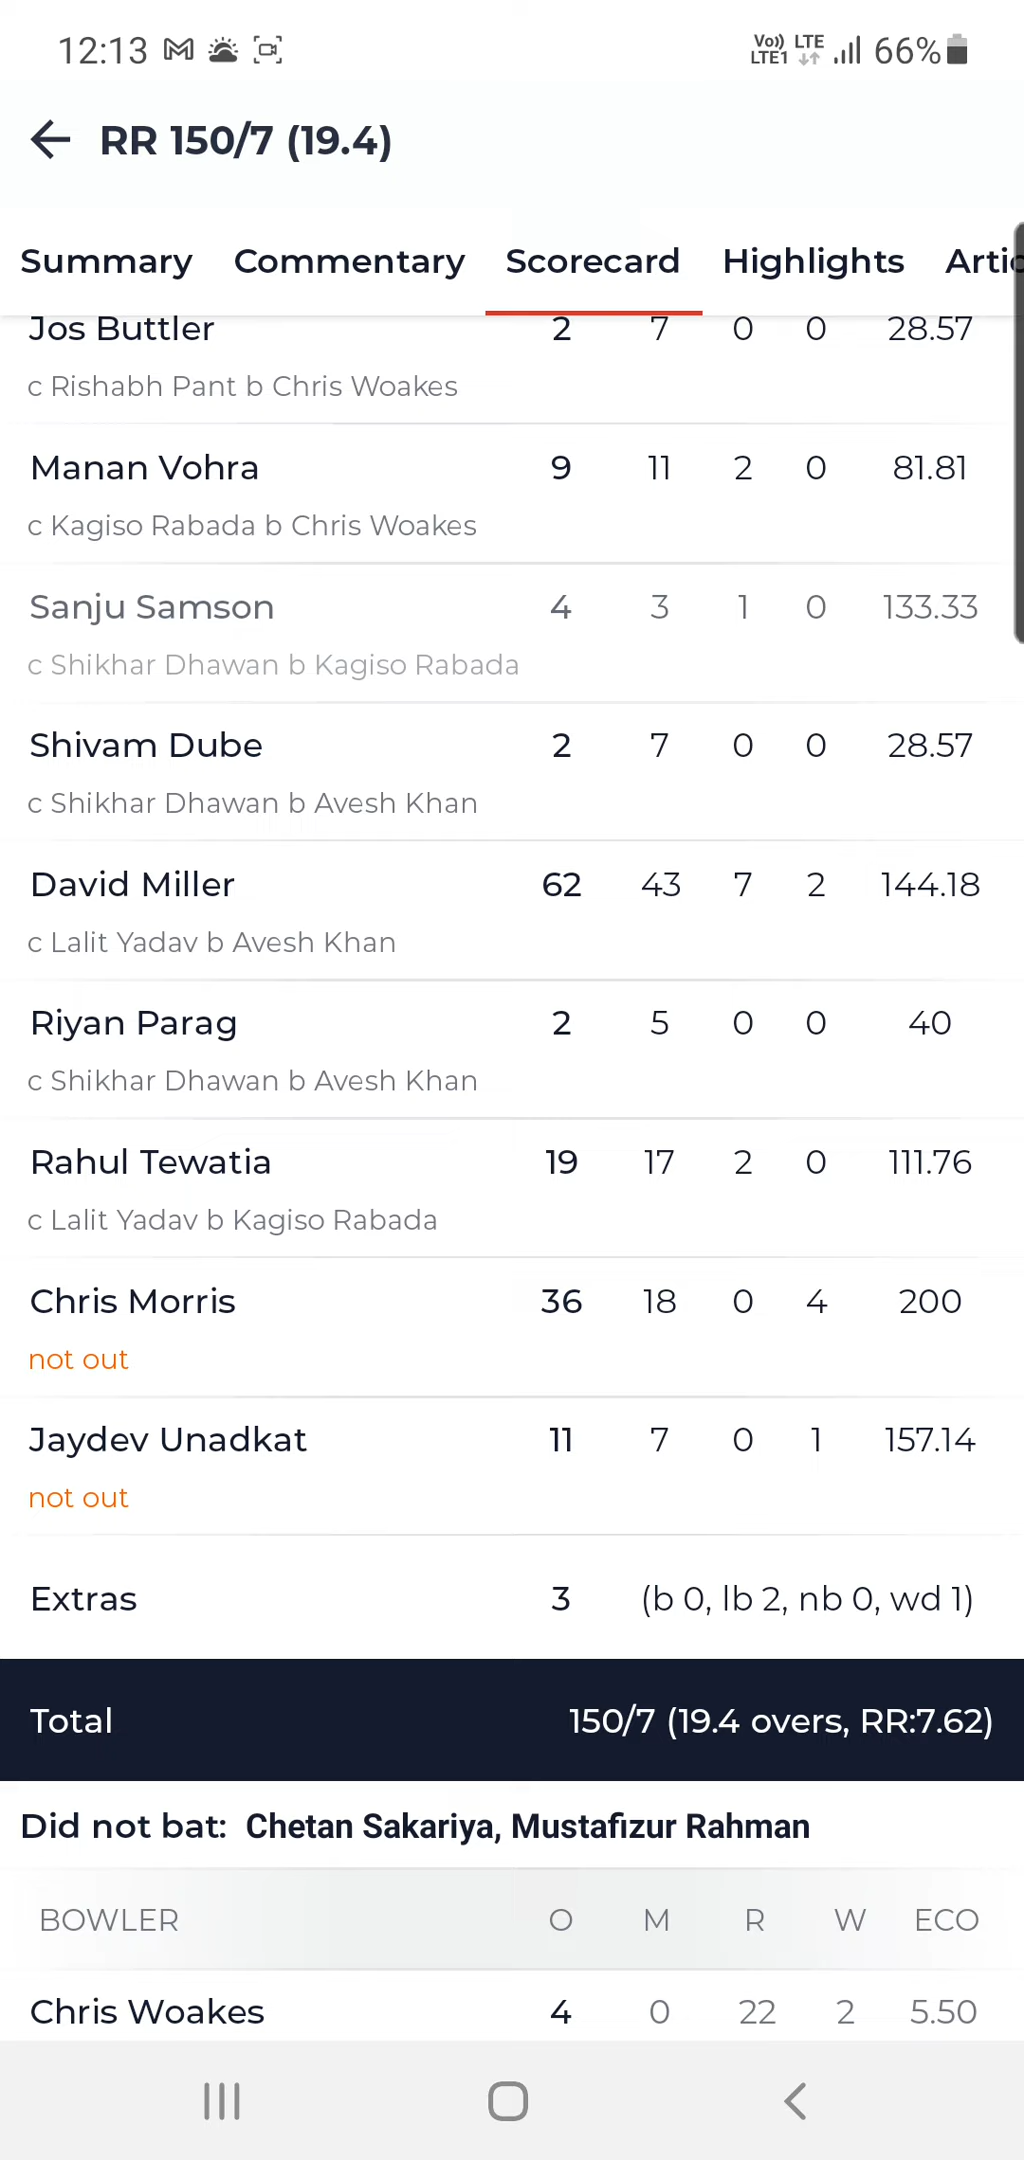 12:13 Vo)) LTE1 LTE 66%
RR 150/7 (19.4)
Summary Commentary Scorecard Highlights Artic
Jos Buttler 2 7 0 0 28.57
c Rishabh Pant b Chris Woakes
Manan Vohra 9 11 2 0 81.81
c Kagiso Rabada b Chris Woakes
Sanju Samson 4 3 1 0 133.33
c Shikhar Dhawan b Kagiso Rabada
Shivam Dube 2 7 0 0 28.57
c Shikhar Dhawan b Avesh Khan
David Miller 62 43 7 2 144.18
c Lalit Yadav b Avesh Khan
Riyan Parag 2 5 0 0 40
c Shikhar Dhawan b Avesh Khan
Rahul Tewatia 19 17 2 0 111.76
c Lalit Yadav b Kagiso Rabada
Chris Morris 36 18 0 4 200
not out
Jaydev Unadkat 11 7 0 1 157.14
not out
Extras 3 (b 0, lb 2, nb 0, wd 1)
Total 150/7 (19.4 overs, RR:7.62)
Did not bat: Chetan Sakariya, Mustafizur Rahman
BOWLER O M R W ECO
Chris Woakes 4 0 22 2 5.50